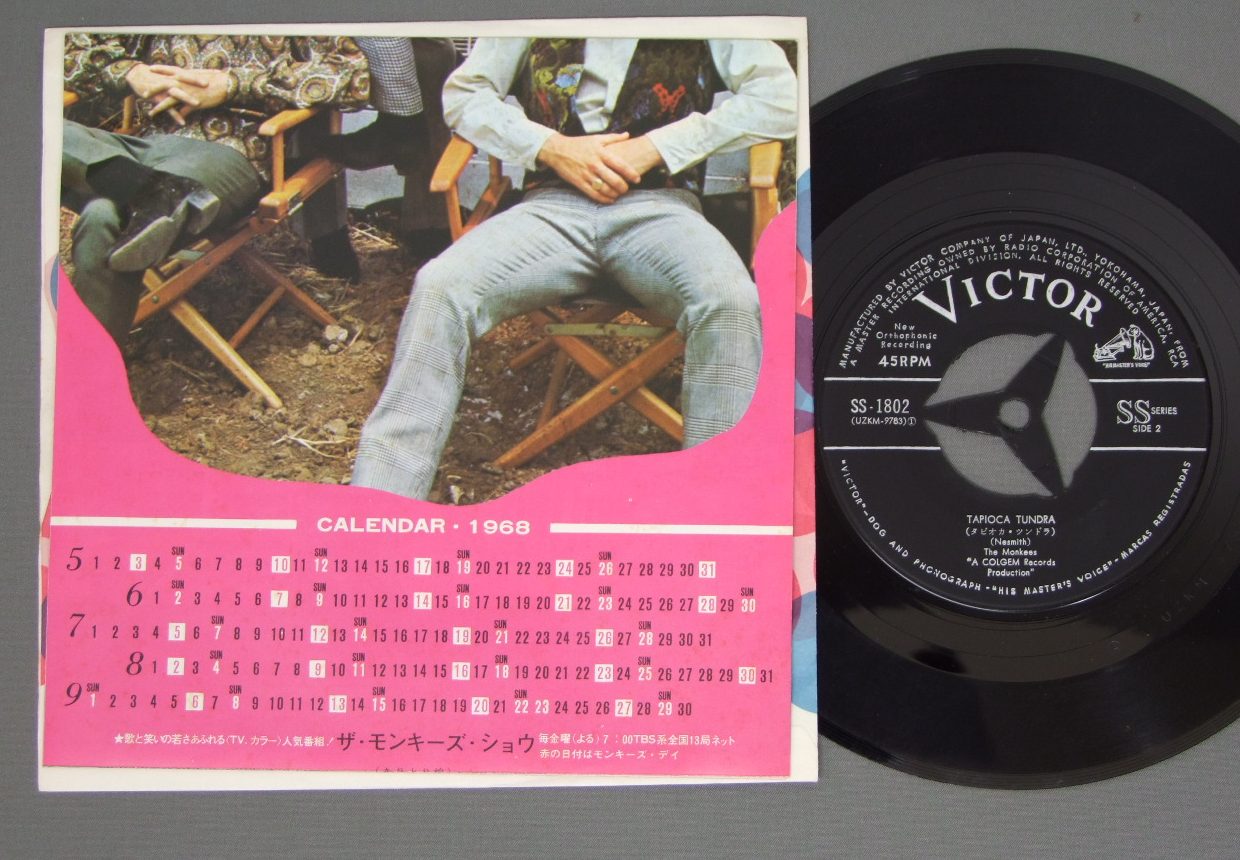 CALENDAR · 1968
SUN SUN SUN SUN
5 1 2 3 4 5 6 7 8 9 10 11 12 13 14 15 16 17 18 19 20 21 22 23 24 25 26 27 28 29 30 31
SUN SUN SUN SUN SUN
6 1 2 3 4 5 6 7 8 9 10 11 12 13 14 15 16 17 18 19 20 21 22 23 24 25 26 27 28 29 30
SUN SUN SUN SUN
7 1 2 3 4 5 6 7 8 9 10 11 12 13 14 15 16 17 18 19 20 21 22 23 24 25 26 27 28 29 30 31
SUN SUN SUN SUN
8 1 2 3 4 5 6 7 8 9 10 11 12 13 14 15 16 17 18 19 20 21 22 23 24 25 26 27 28 29 30 31
SUN SUN SUN SUN SUN
9 1 2 3 4 5 6 7 8 9 10 11 12 13 14 15 16 17 18 19 20 21 22 23 24 25 26 27 28 29 30
★歌と笑いの若さあふれる〈TV. カラー〉人気番組! ザ・モンキーズ・ショウ 毎金曜(よる)7:00TBS系全国13局ネット
赤の日付はモンキーズ・デイ
MANUFACTURED BY VICTOR COMPANY OF JAPAN, LTD., YOKOHAMA, JAPAN; FROM
A MASTER RECORDING OWNED BY RADIO CORPORATION OF AMERICA, RCA
INTERNATIONAL DIVISION. ALL RIGHTS RESERVED
VICTOR
New
Orthophonic
Recording
"HIS MASTER'S VOICE"
45RPM
SS-1802
(UZKM-9783)①
SS SERIES
SIDE 2
TAPIOCA TUNDRA
(タピオカ・ツンドラ)
(Nesmith)
The Monkees
"A COLGEM Records
Production"
"VICTOR"–DOG AND PHONOGRAPH–"HIS MASTER'S VOICE"–MARCAS REGISTRADAS